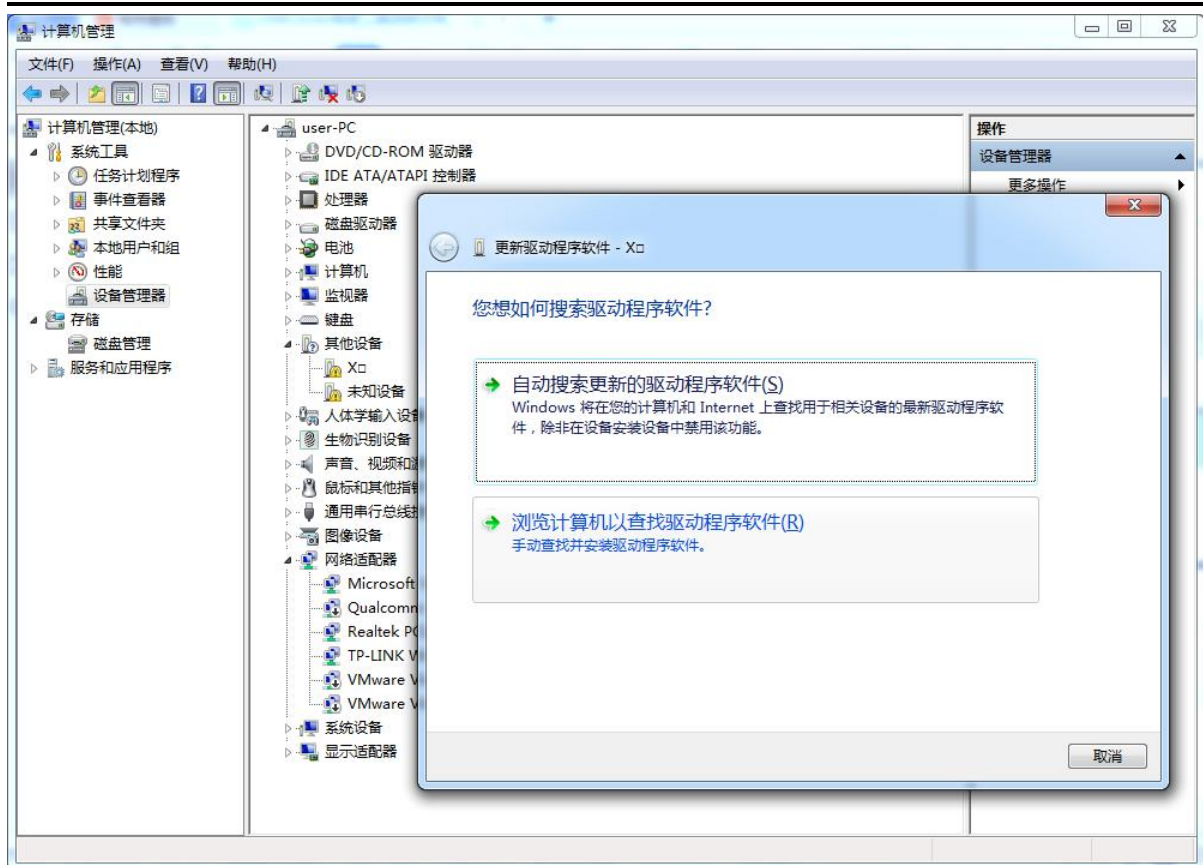 计算机管理
文件(F) 操作(A) 查看(V) 帮助(H)
计算机管理(本地)
系统工具
任务计划程序
事件查看器
共享文件夹
本地用户和组
性能
设备管理器
存储
磁盘管理
服务和应用程序
user-PC
DVD/CD-ROM 驱动器
IDE ATA/ATAPI 控制器
处理器
磁盘驱动器
电池
计算机
监视器
键盘
其他设备
X□
未知设备
人体学输入设
生物识别设备
声音、视频和
鼠标和其他指
通用串行总线
图像设备
网络适配器
Microsoft
Qualcomm
Realtek PC
TP-LINK W
VMware V
VMware V
系统设备
显示适配器
操作
设备管理器
更多操作
更新驱动程序软件 - X□
您想如何搜索驱动程序软件?
自动搜索更新的驱动程序软件(S)
Windows 将在您的计算机和 Internet 上查找用于相关设备的最新驱动程序软
件，除非在设备安装设备中禁用该功能。
浏览计算机以查找驱动程序软件(R)
手动查找并安装驱动程序软件。
取消